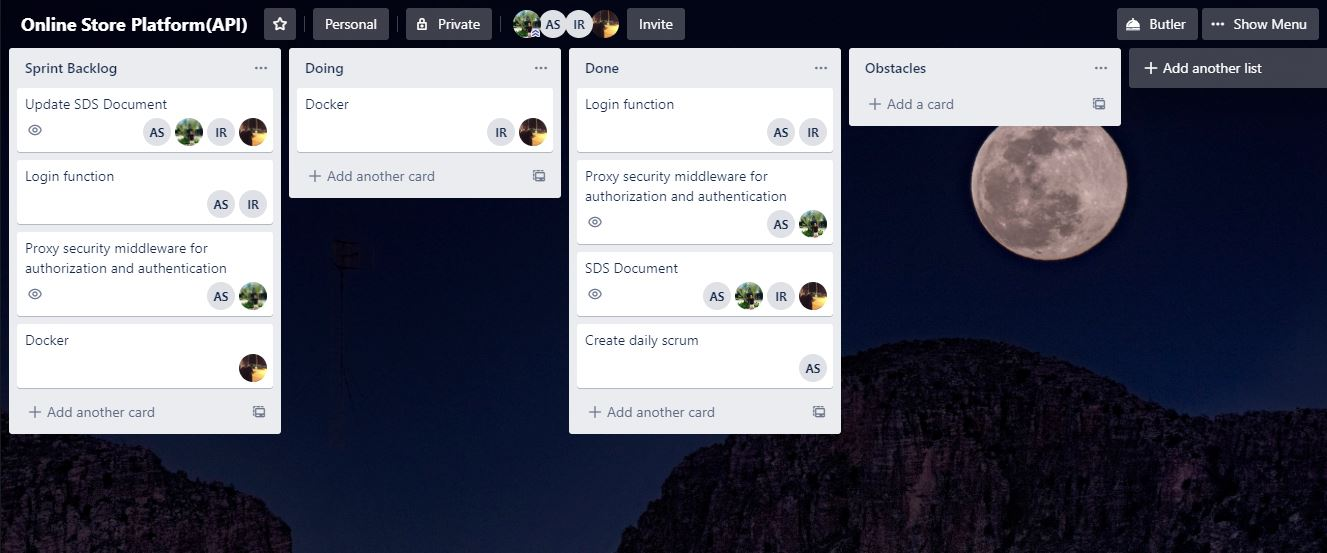 Online Store Platform(API)
Personal
Private
AS
IR
Invite
Butler
Show Menu
Sprint Backlog
Update SDS Document
AS
IR
Login function
AS
IR
Proxy security middleware for
authorization and authentication
AS
Docker
Add another card
Doing
Docker
IR
Add another card
Done
Login function
AS
IR
Proxy security middleware for
authorization and authentication
AS
SDS Document
AS
IR
Create daily scrum
AS
Add another card
Obstacles
Add a card
Add another list